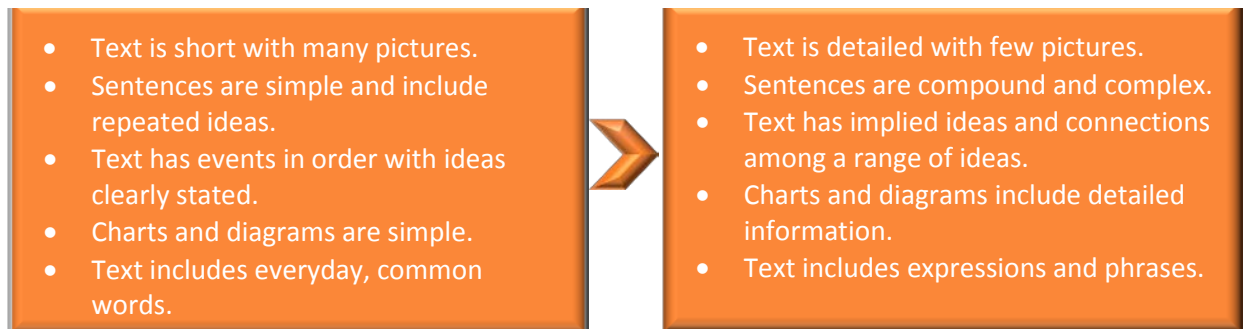 • Text is short with many pictures.
• Sentences are simple and include
repeated ideas.
• Text has events in order with ideas
clearly stated.
• Charts and diagrams are simple.
• Text includes everyday, common
words.
• Text is detailed with few pictures.
• Sentences are compound and complex.
• Text has implied ideas and connections
among a range of ideas.
• Charts and diagrams include detailed
information.
• Text includes expressions and phrases.